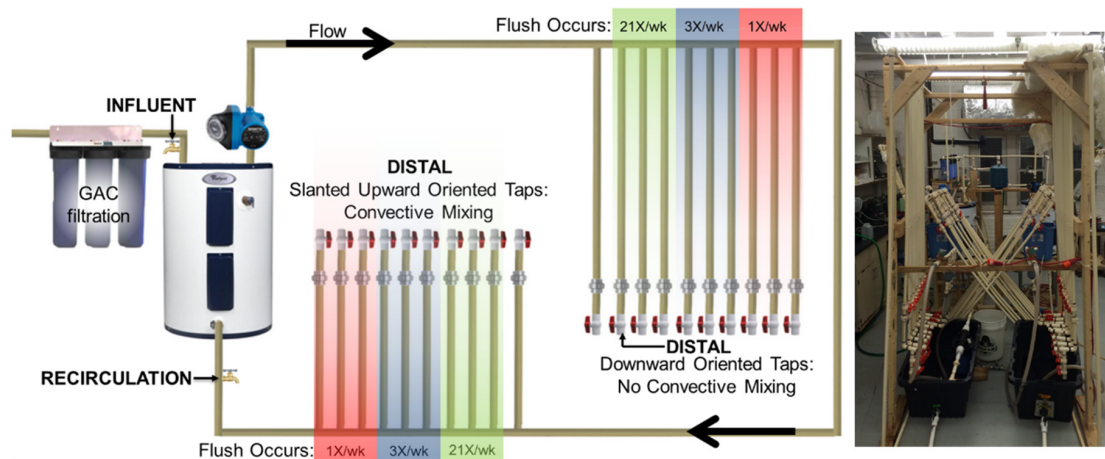 Flush Occurs: 21X/wk 3X/wk 1X/wk
Flow
INFLUENT
GAC
filtration
DISTAL
Slanted Upward Oriented Taps:
Convective Mixing
DISTAL
Downward Oriented Taps:
No Convective Mixing
RECIRCULATION
Flush Occurs: 1X/wk 3X/wk 21X/wk